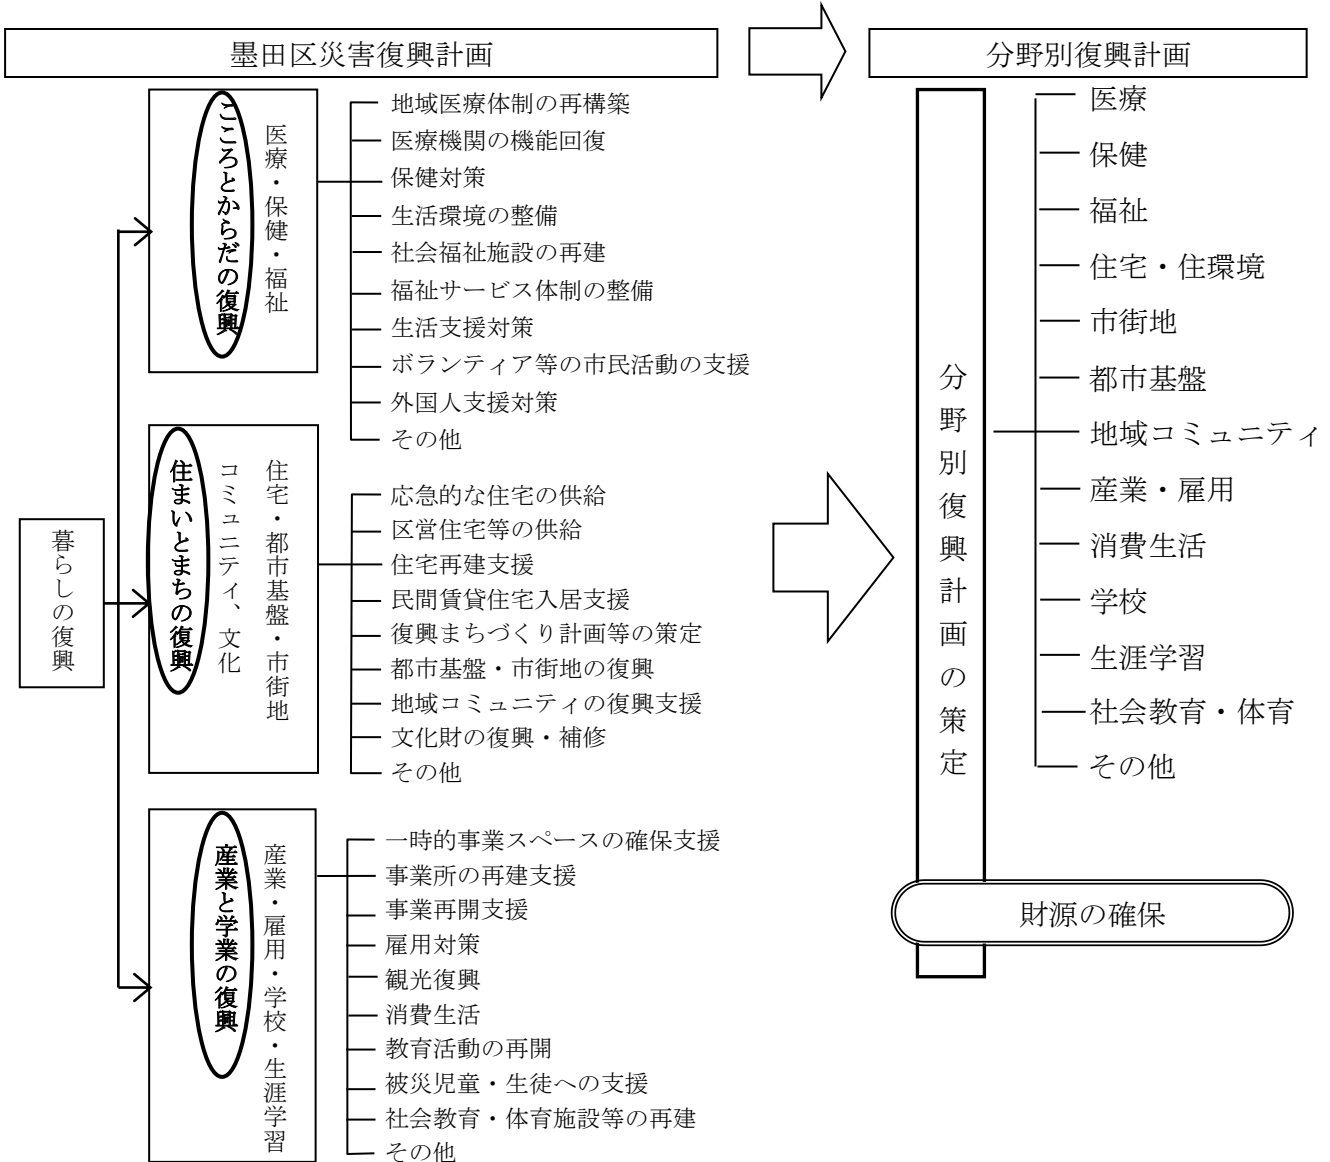 墨田区災害復興計画
分野別復興計画
暮らしの復興
こころとからだの復興
医療・保健・福祉
地域医療体制の再構築
医療機関の機能回復
保健対策
生活環境の整備
社会福祉施設の再建
福祉サービス体制の整備
生活支援対策
ボランティア等の市民活動の支援
外国人支援対策
その他
住まいとまちの復興
住宅・都市基盤・市街地
コミュニティ、文化
応急的な住宅の供給
区営住宅等の供給
住宅再建支援
民間賃貸住宅入居支援
復興まちづくり計画等の策定
都市基盤・市街地の復興
地域コミュニティの復興支援
文化財の復興・補修
その他
産業と学業の復興
産業・雇用・学校・生涯学習
一時的事業スペースの確保支援
事業所の再建支援
事業再開支援
雇用対策
観光復興
消費生活
教育活動の再開
被災児童・生徒への支援
社会教育・体育施設等の再建
その他
分野別復興計画の策定
医療
保健
福祉
住宅・住環境
市街地
都市基盤
地域コミュニティ
産業・雇用
消費生活
学校
生涯学習
社会教育・体育
その他
財源の確保